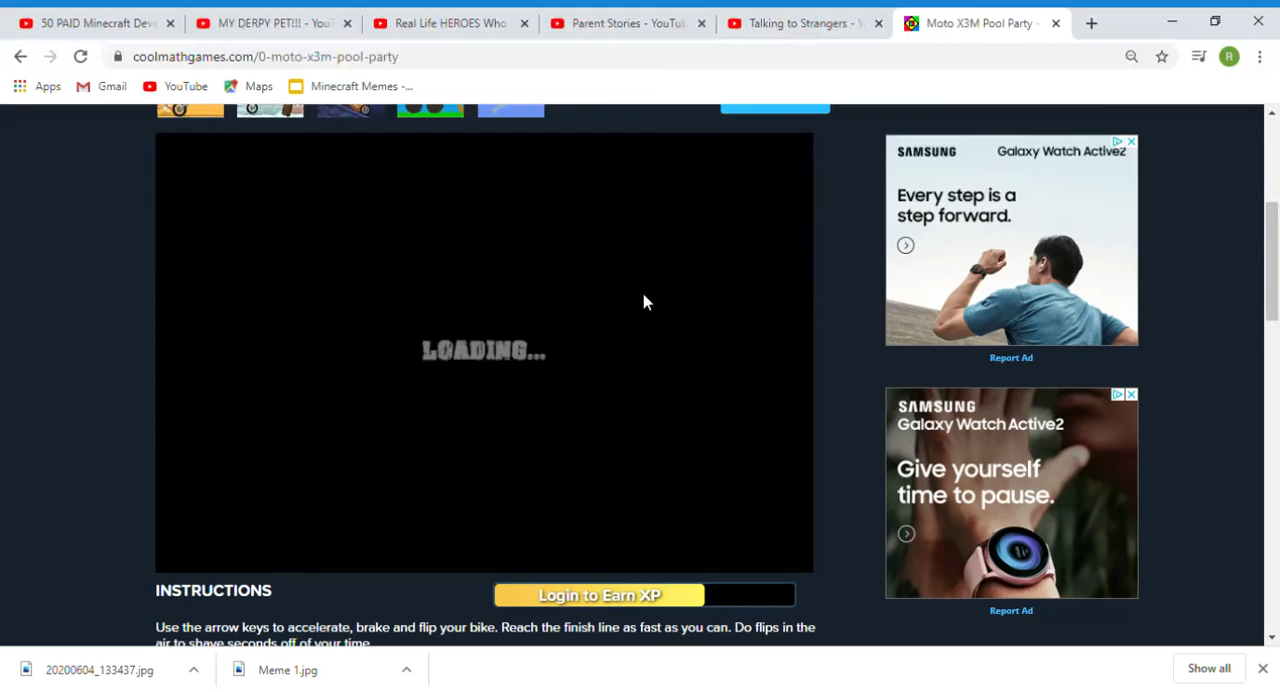 50 PAID Minecraft Deve
MY DERPY PET!!! - YouT
Real Life HEROES Who
Parent Stories - YouTub
Talking to Strangers - Y
Moto X3M Pool Party -
coolmathgames.com/0-moto-x3m-pool-party
R
Apps
Gmail
YouTube
Maps
Minecraft Memes -...
SAMSUNG
Galaxy Watch Active2
Every step is a
step forward.
LOADING...
Report Ad
SAMSUNG
Galaxy Watch Active2
Give yourself
time to pause.
Report Ad
INSTRUCTIONS
Login to Earn XP
Use the arrow keys to accelerate, brake and flip your bike. Reach the finish line as fast as you can. Do flips in the
air to shave seconds off of your time.
20200604_133437.jpg
Meme 1.jpg
Show all